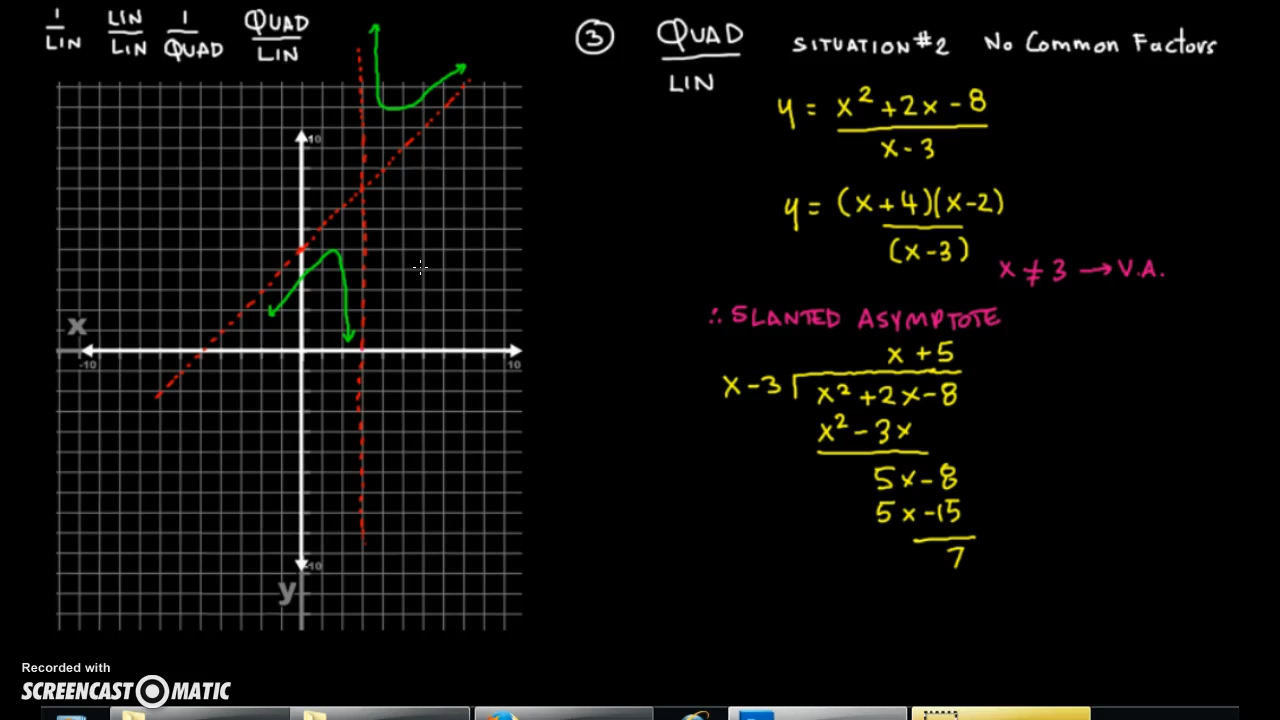 1/LIN LIN/LIN 1/QUAD QUAD/LIN
10
x
-10 10
-10
y
③ QUAD/LIN SITUATION #2 No Common Factors
y = x² + 2x - 8
x - 3
y = (x + 4)(x - 2)
(x - 3)
x ≠ 3 → V.A.
∴ SLANTED ASYMPTOTE
x + 5
x - 3 x² + 2x - 8
x² - 3x
5x - 8
5x - 15
7
Recorded with
SCREENCAST O MATIC